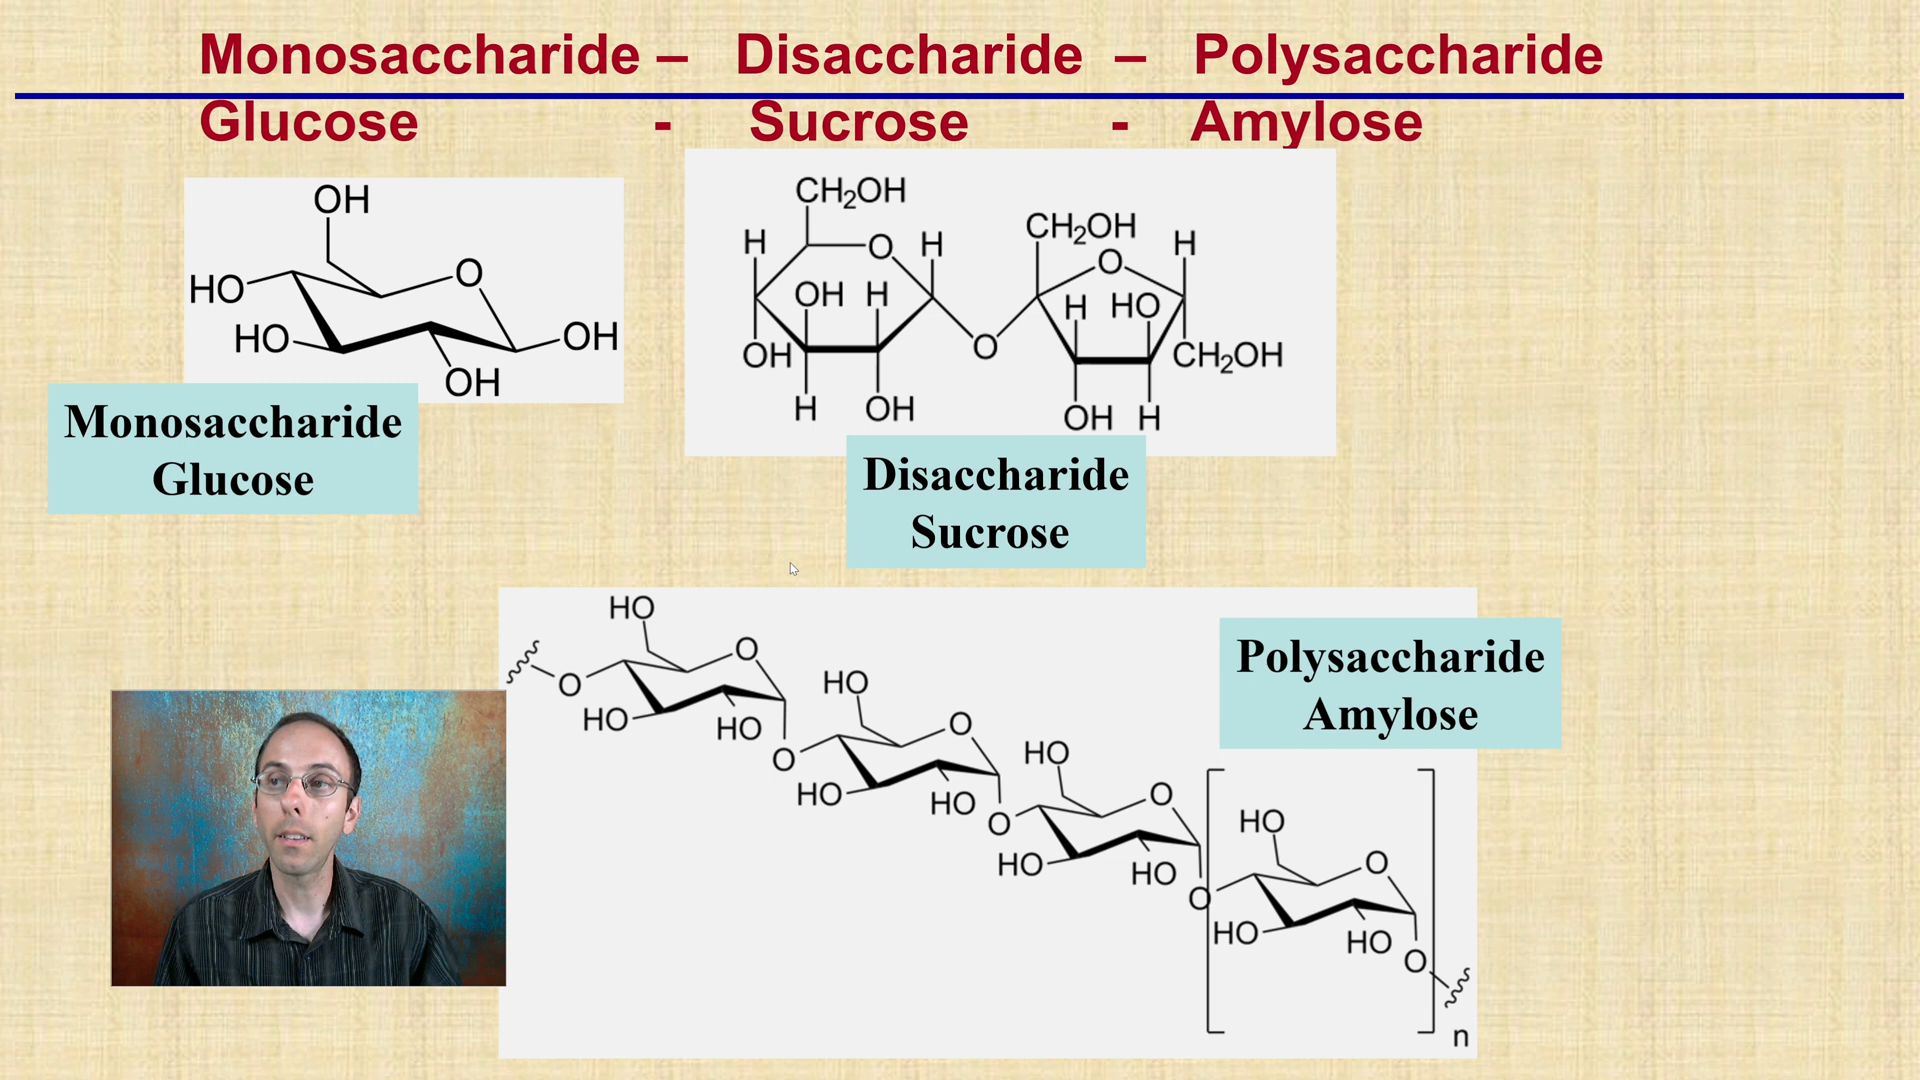 Monosaccharide – Disaccharide – Polysaccharide
Glucose - Sucrose - Amylose
OH
HO
O
HO
OH
OH
Monosaccharide
Glucose
CH₂OH
H
O
H
OH
H
OH
H
OH
O
CH₂OH
O
H
H
HO
CH₂OH
OH
H
Disaccharide
Sucrose
HO
O
O
HO
HO
O
HO
O
HO
HO
O
HO
O
HO
HO
O
HO
O
HO
HO
O
n
Polysaccharide
Amylose